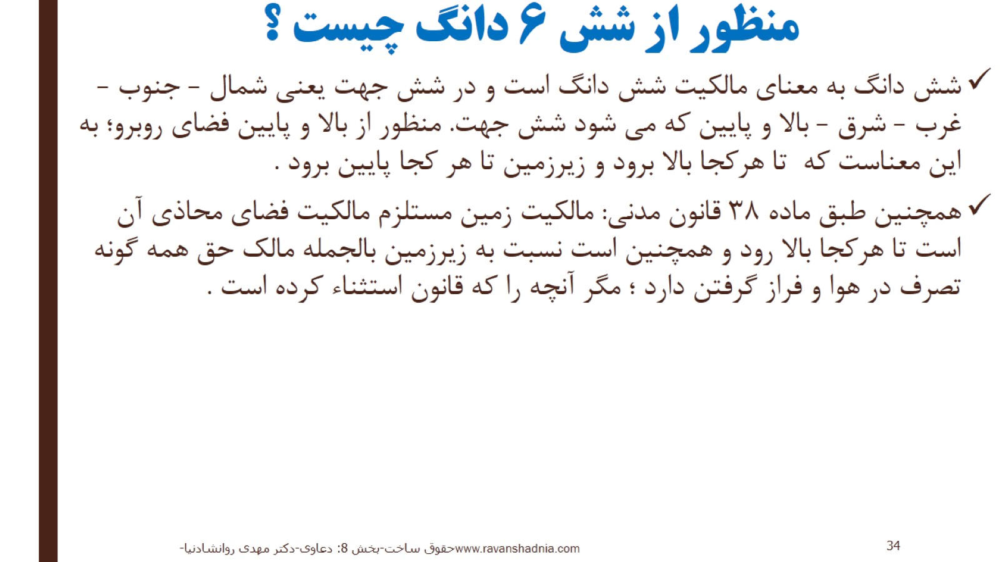 منظور از شش ۶ دانگ چیست ؟
✓ شش دانگ به معنای مالکیت شش دانگ است و در شش جهت یعنی شمال – جنوب –
غرب – شرق – بالا و پایین که می شود شش جهت. منظور از بالا و پایین فضای روبرو؛ به
این معناست که تا هرکجا بالا برود و زیرزمین تا هر کجا پایین برود .
✓ همچنین طبق ماده ۳۸ قانون مدنی: مالکیت زمین مستلزم مالکیت فضای محاذی آن
است تا هرکجا بالا رود و همچنین است نسبت به زیرزمین بالجمله مالک حق همه گونه
تصرف در هوا و فراز گرفتن دارد ؛ مگر آنچه را که قانون استثناء کرده است .
حقوق ساخت-بخش 8: دعاوی-دکتر مهدی روانشادنیا-www.ravanshadnia.com
34